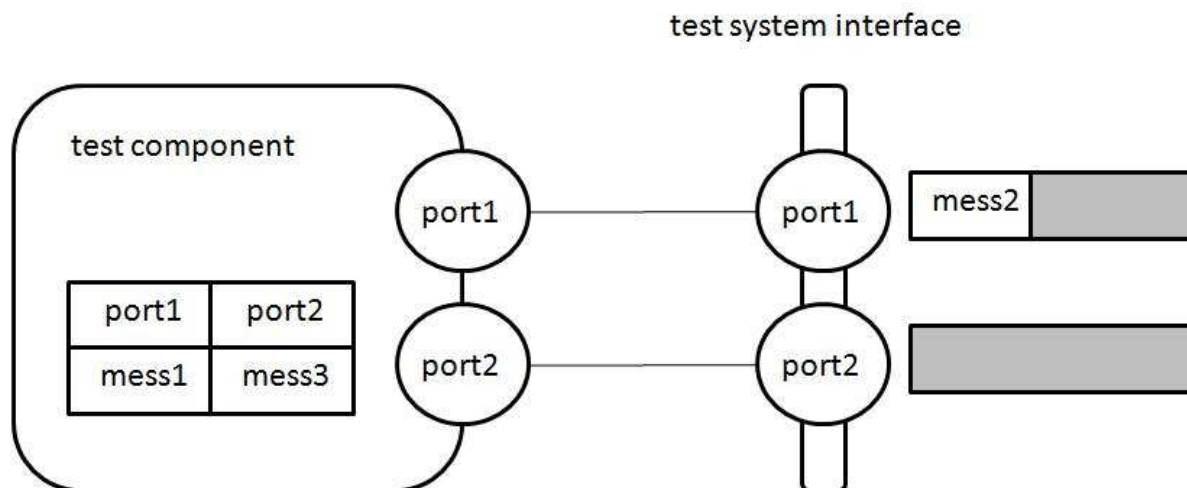 test system interface
test component
port1
port1
mess2
port1 port2
mess1 mess3
port2
port2